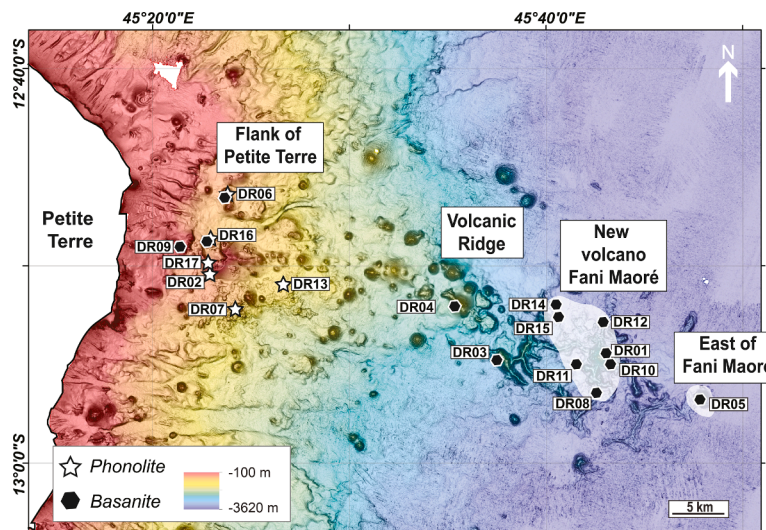 45°20'0"E
45°40'0"E
12°40'0"S
N
Flank of
Petite Terre
DR06
Petite
Terre
Volcanic
Ridge
New
volcano
Fani Maoré
DR09
DR16
DR17
DR02
DR13
DR07
DR04
DR14
DR15
DR12
DR03
DR01
DR11
DR10
DR08
East of
Fani Maoré
DR05
13°0'0"S
Phonolite
Basanite
-100 m
-3620 m
5 km